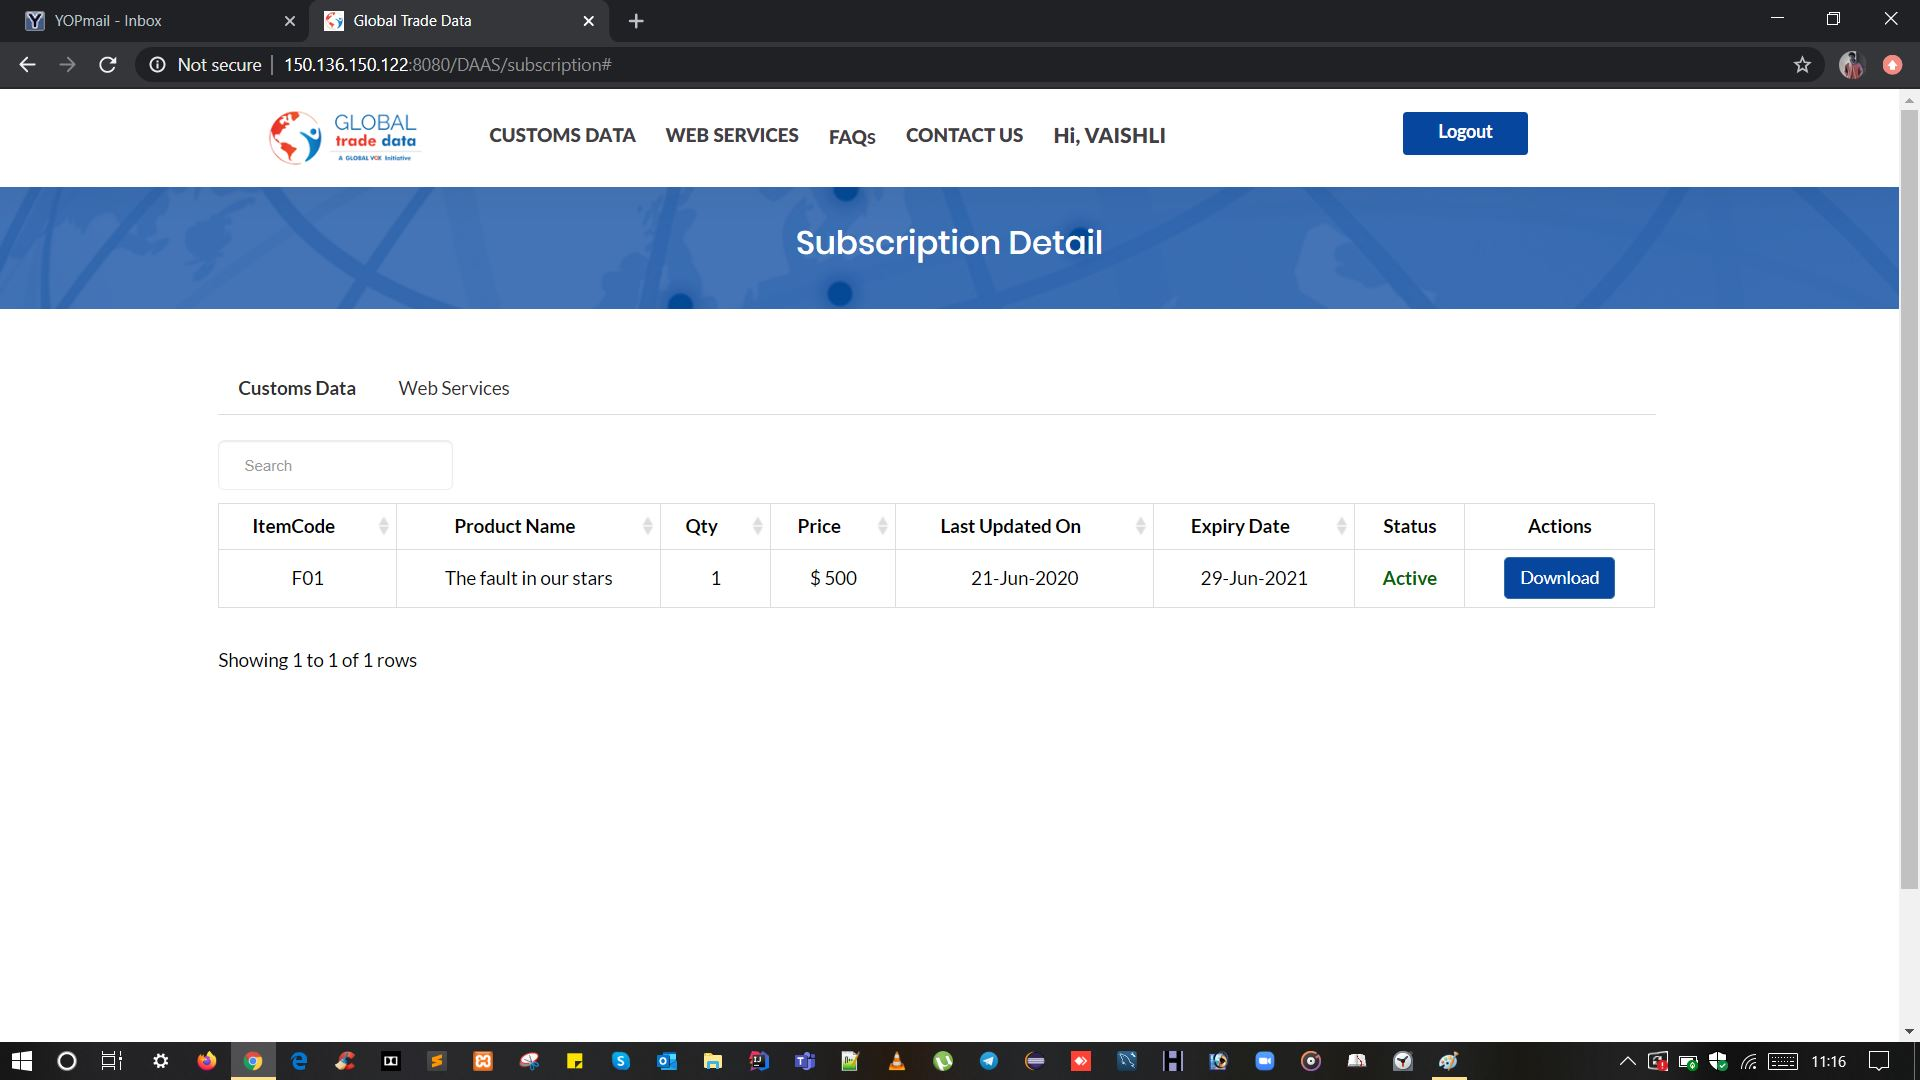 YOPmail - Inbox
Global Trade Data
Not secure | 150.136.150.122:8080/DAAS/subscription#
GLOBAL
trade data
A GLOBAL VOX Initiative
CUSTOMS DATA WEB SERVICES FAQs CONTACT US Hi, VAISHLI
Logout
Subscription Detail
Customs Data Web Services
Search
ItemCode Product Name Qty Price Last Updated On Expiry Date Status Actions
F01 The fault in our stars 1 $ 500 21-Jun-2020 29-Jun-2021 Active Download
Showing 1 to 1 of 1 rows
11:16